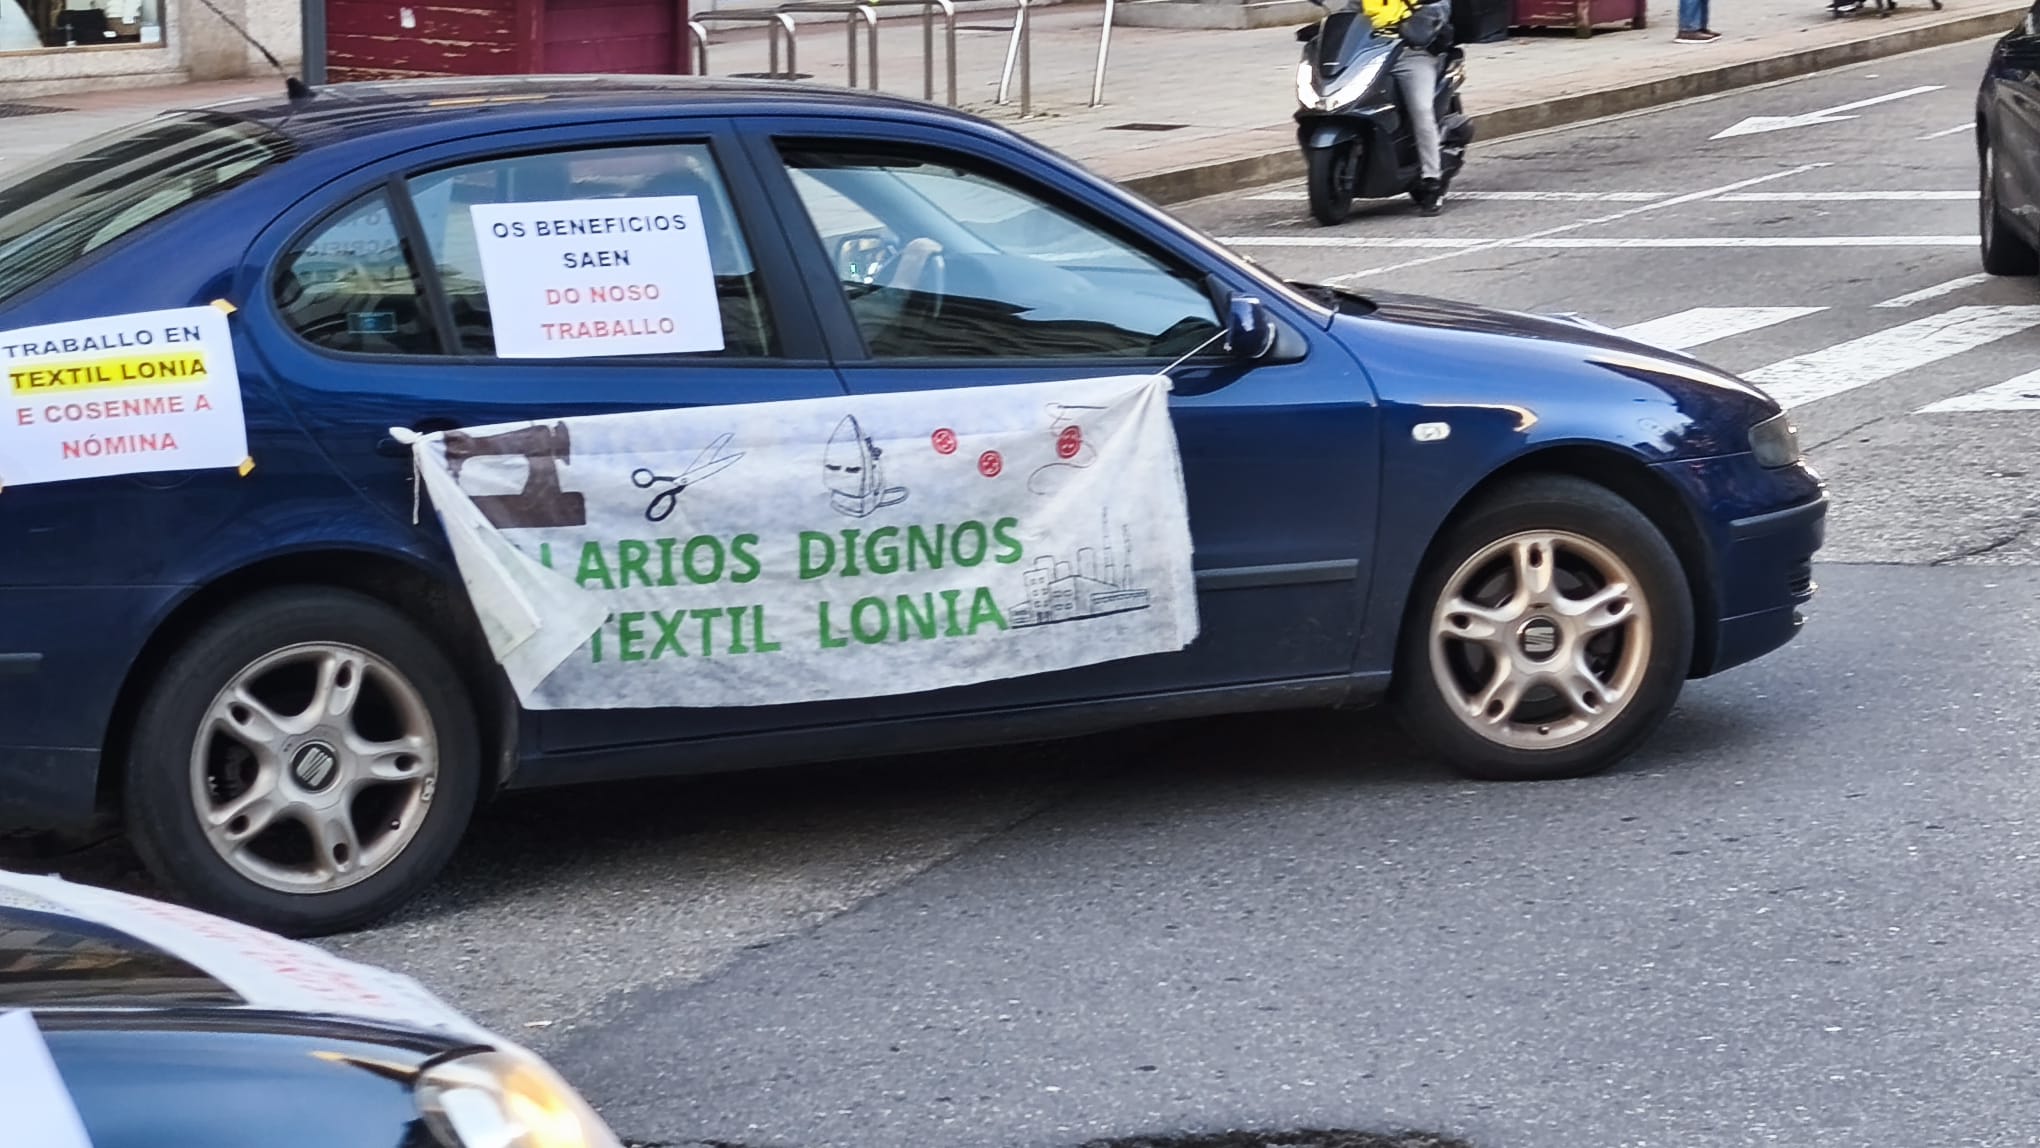 TRABALLO EN
TEXTIL LONIA
E COSENME A
NÓMINA
OS BENEFICIOS
SAEN
DO NOSO
TRABALLO
LARIOS DIGNOS
TEXTIL LONIA